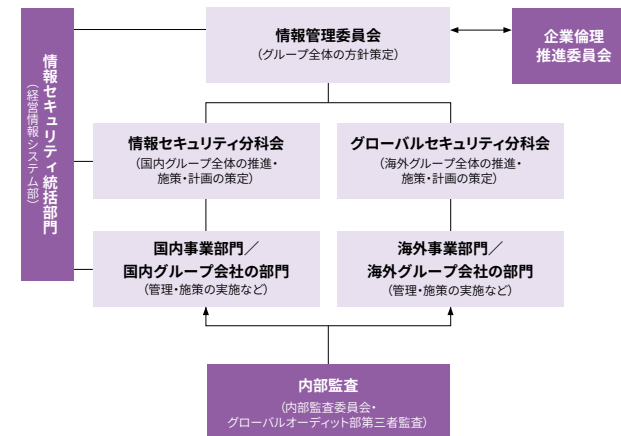 情報セキュリティ統括部門
（経営情報システム部）
情報管理委員会
（グループ全体の方針策定）
企業倫理
推進委員会
情報セキュリティ分科会
（国内グループ全体の推進・
施策・計画の策定）
グローバルセキュリティ分科会
（海外グループ全体の推進・
施策・計画の策定）
国内事業部門／
国内グループ会社の部門
（管理・施策の実施など）
海外事業部門／
海外グループ会社の部門
（管理・施策の実施など）
内部監査
（内部監査委員会・
グローバルオーディット部第三者監査）